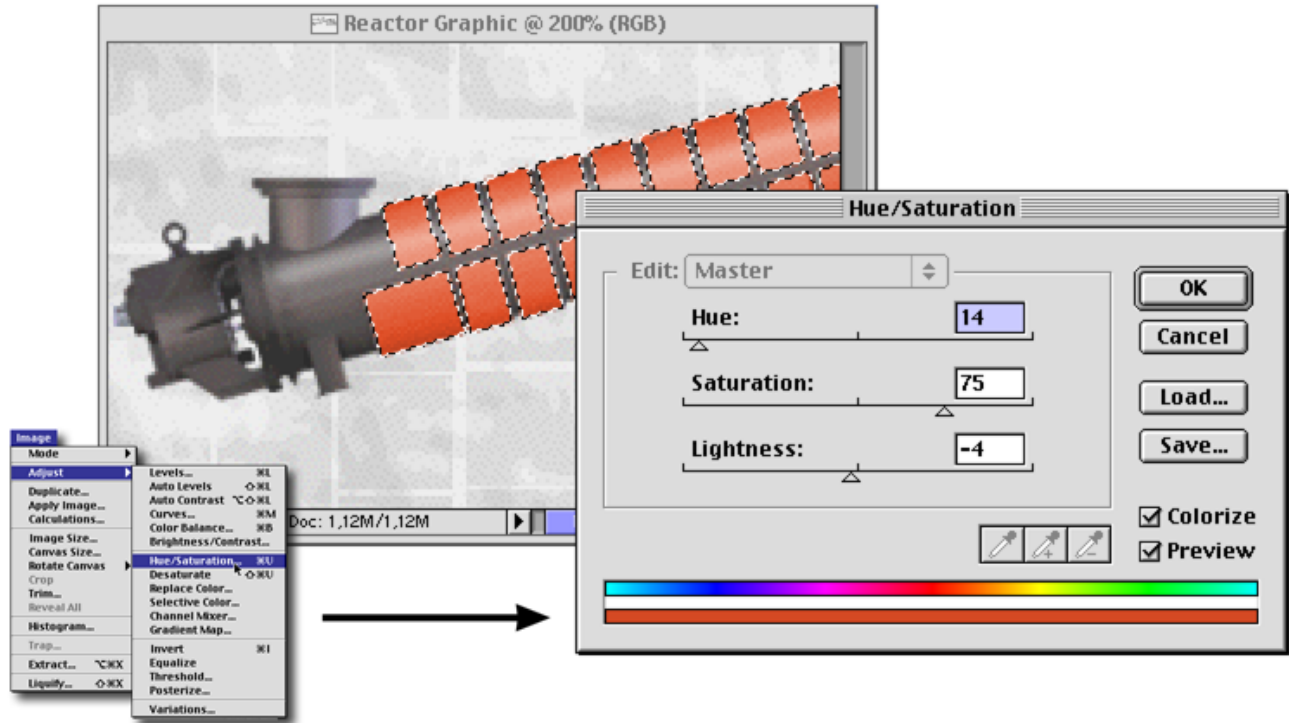 Reactor Graphic @ 200% (RGB)
Doc: 1,12M/1,12M
Image
Mode
Adjust
Duplicate...
Apply Image...
Calculations...
Image Size...
Canvas Size...
Rotate Canvas
Crop
Trim...
Reveal All
Histogram...
Trap...
Extract... ⌥⌘X
Liquify... ⇧⌘X
Levels... ⌘L
Auto Levels ⇧⌘L
Auto Contrast ⌥⇧⌘L
Curves... ⌘M
Color Balance... ⌘B
Brightness/Contrast...
Hue/Saturation... ⌘U
Desaturate ⇧⌘U
Replace Color...
Selective Color...
Channel Mixer...
Gradient Map...
Invert ⌘I
Equalize
Threshold...
Posterize...
Variations...
Hue/Saturation
Edit: Master
Hue: 14
Saturation: 75
Lightness: -4
OK
Cancel
Load...
Save...
Colorize
Preview